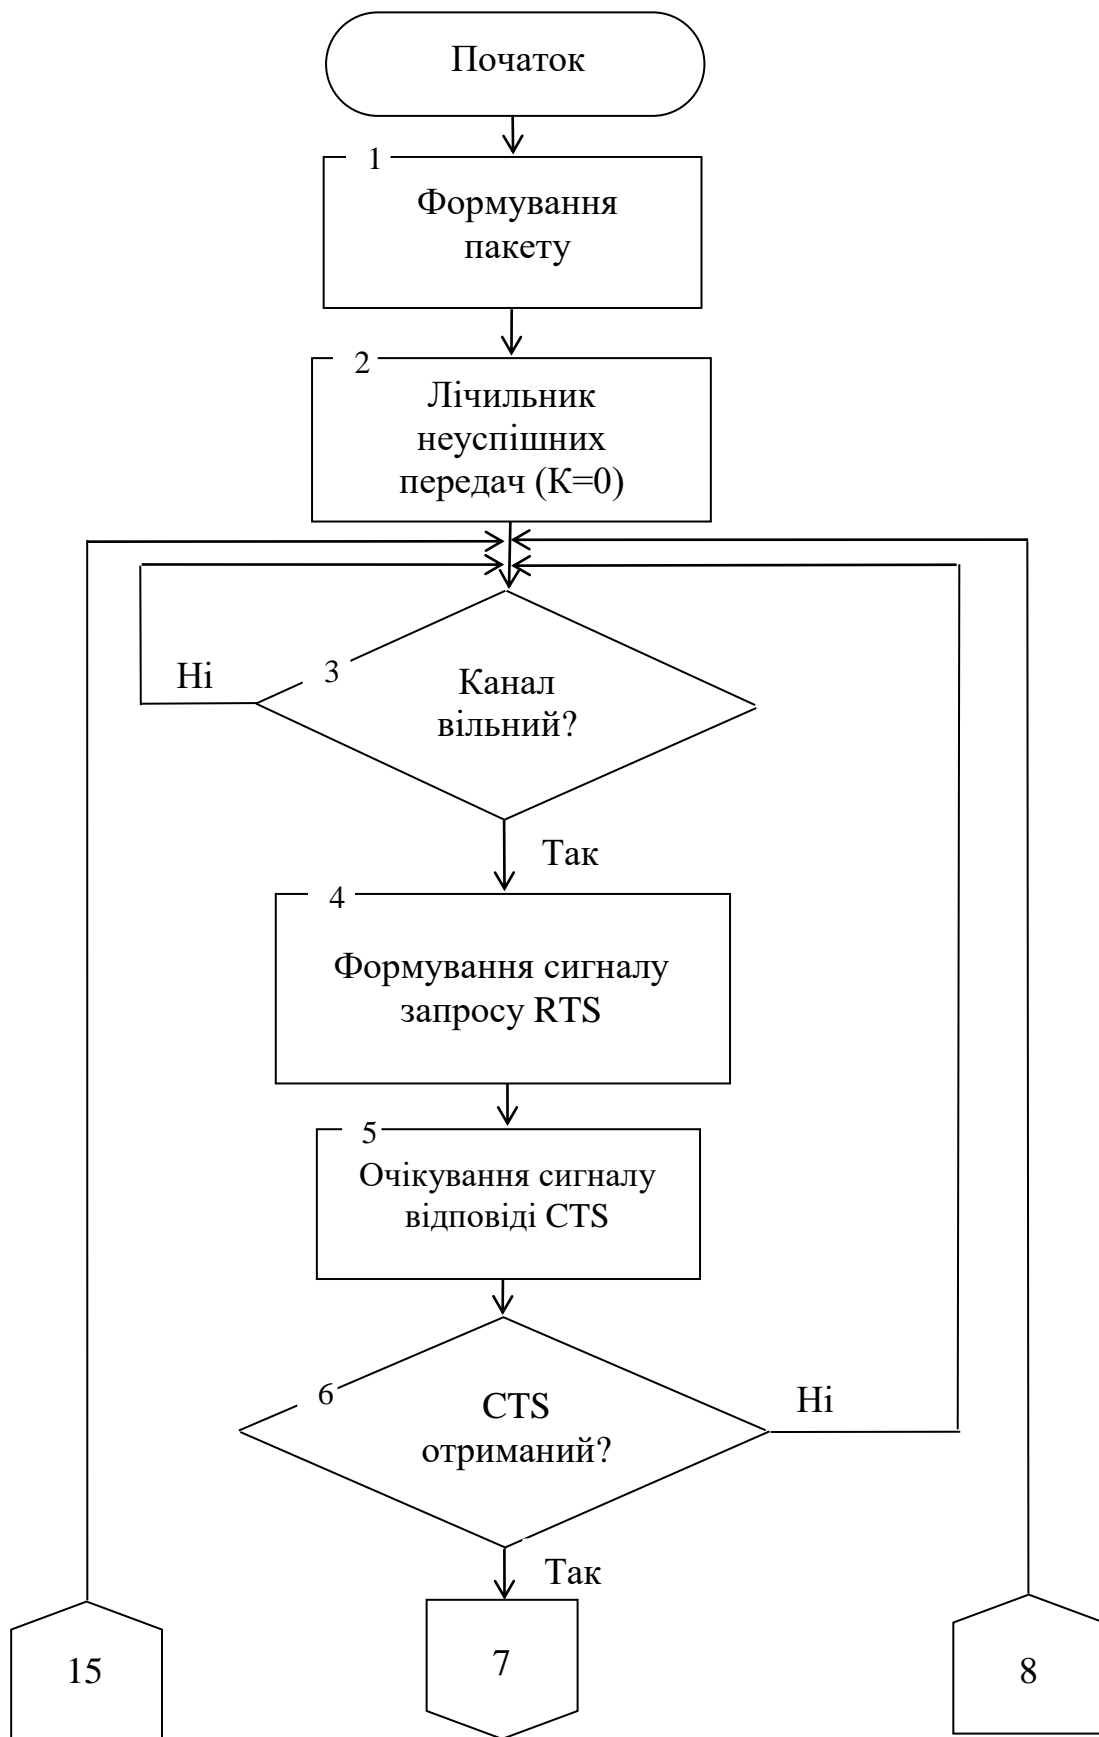 Початок
1
Формування
пакету
2
Лічильник
неуспішних
передач (К=0)
3
Ні
Канал
вільний?
Так
4
Формування сигналу
запросу RTS
5
Очікування сигналу
відповіді CTS
6
CTS
отриманий?
Ні
Так
15
7
8